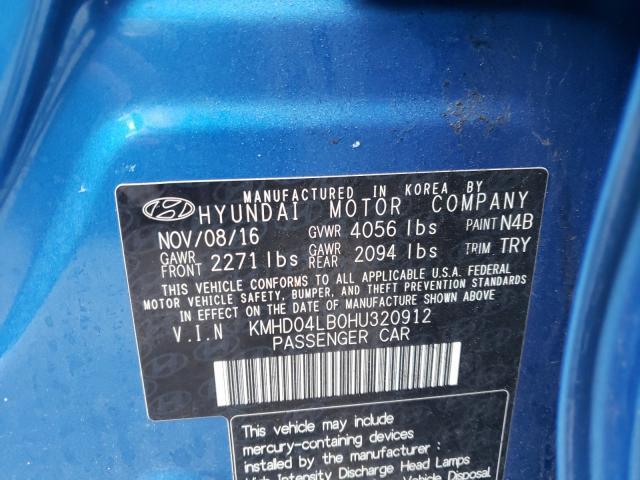 MANUFACTURED IN KOREA BY
HYUNDAI MOTOR COMPANY
NOV/08/16 GVWR 4056 lbs PAINT N4B
GAWR FRONT 2271 lbs GAWR REAR 2094 lbs TRIM TRY
THIS VEHICLE CONFORMS TO ALL APPLICABLE U.S.A. FEDERAL
MOTOR VEHICLE SAFETY, BUMPER, AND THEFT PREVENTION STANDARDS
IN EFFECT ON THE DATE OF MANUFACTURE SHOWN ABOVE
V.I.N KMHD04LB0HU320912
PASSENGER CAR
This vehicle may include
mercury-containing devices
installed by the manufacturer :
High Intensity Discharge Head Lamps
Vehicle Disposal